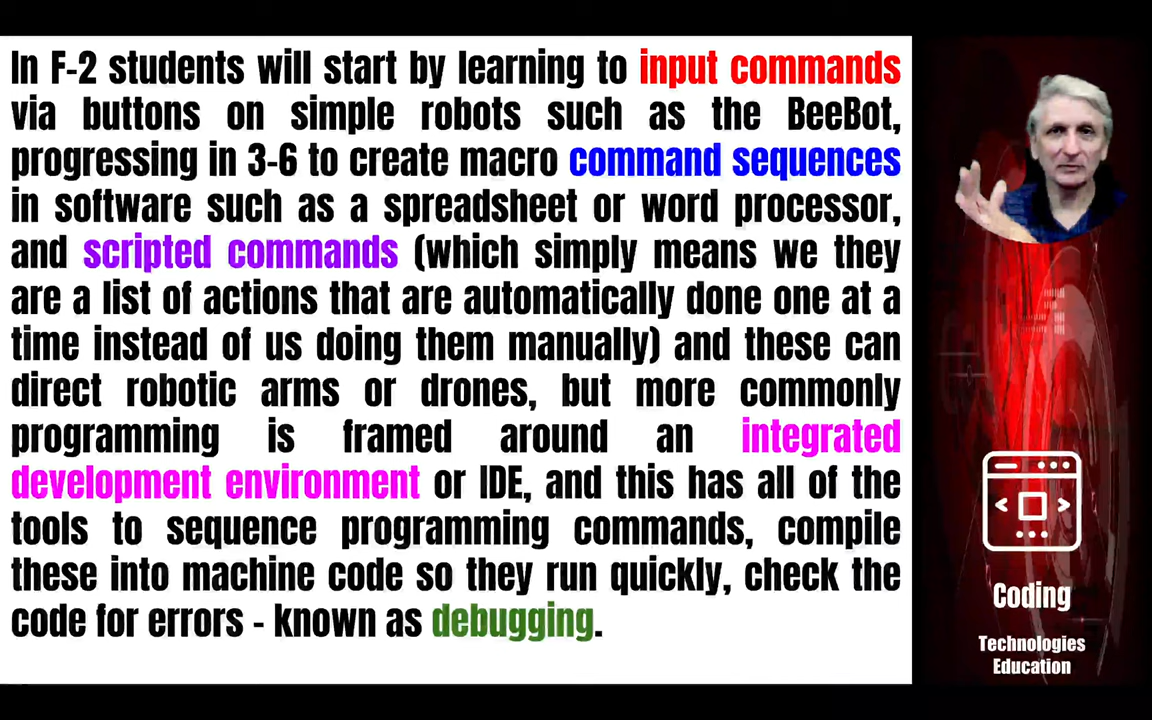 In F-2 students will start by learning to input commands
via buttons on simple robots such as the BeeBot,
progressing in 3-6 to create macro command sequences
in software such as a spreadsheet or word processor,
and scripted commands (which simply means we they
are a list of actions that are automatically done one at a
time instead of us doing them manually) and these can
direct robotic arms or drones, but more commonly
programming is framed around an integrated
development environment or IDE, and this has all of the
tools to sequence programming commands, compile
these into machine code so they run quickly, check the
code for errors - known as debugging.
Coding
Technologies
Education